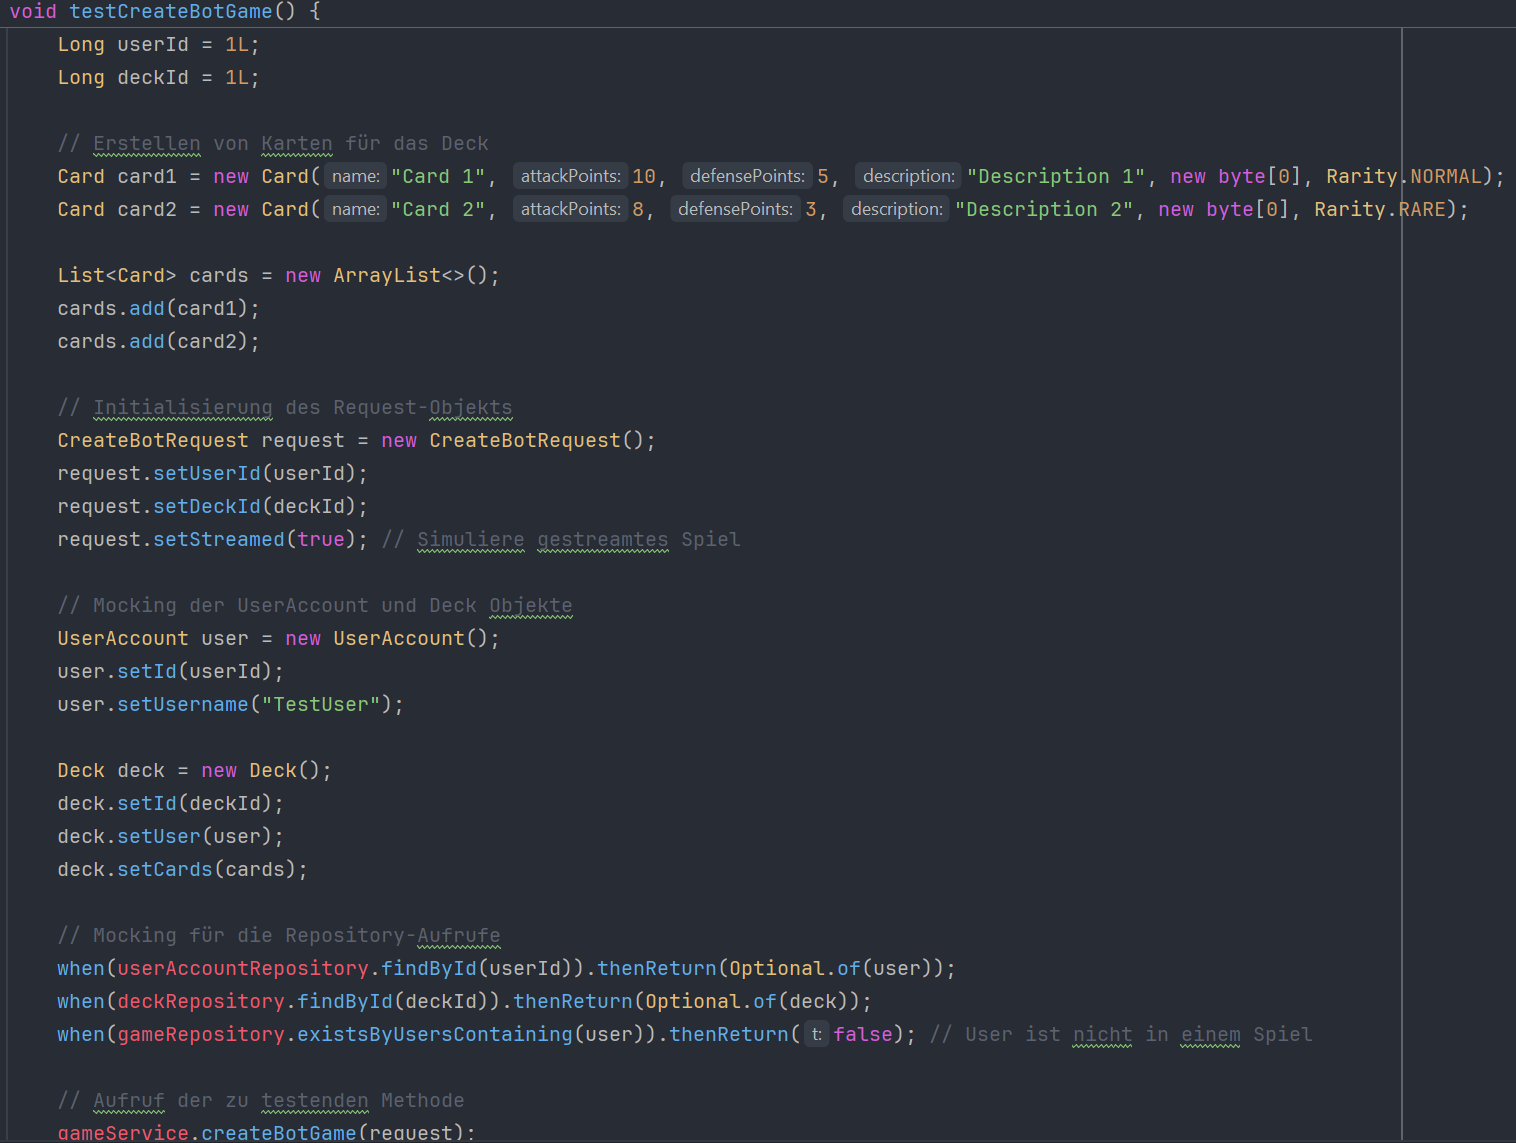 void testCreateBotGame() {
Long userId = 1L;
Long deckId = 1L;
// Erstellen von Karten für das Deck
Card card1 = new Card( name: "Card 1", attackPoints: 10, defensePoints: 5, description: "Description 1", new byte[0], Rarity.NORMAL);
Card card2 = new Card( name: "Card 2", attackPoints: 8, defensePoints: 3, description: "Description 2", new byte[0], Rarity.RARE);
List<Card> cards = new ArrayList<>();
cards.add(card1);
cards.add(card2);
// Initialisierung des Request-Objekts
CreateBotRequest request = new CreateBotRequest();
request.setUserId(userId);
request.setDeckId(deckId);
request.setStreamed(true); // Simuliere gestreamtes Spiel
// Mocking der UserAccount und Deck Objekte
UserAccount user = new UserAccount();
user.setId(userId);
user.setUsername("TestUser");
Deck deck = new Deck();
deck.setId(deckId);
deck.setUser(user);
deck.setCards(cards);
// Mocking für die Repository-Aufrufe
when(userAccountRepository.findById(userId)).thenReturn(Optional.of(user));
when(deckRepository.findById(deckId)).thenReturn(Optional.of(deck));
when(gameRepository.existsByUsersContaining(user)).thenReturn( t: false); // User ist nicht in einem Spiel
// Aufruf der zu testenden Methode
gameService.createBotGame(request);